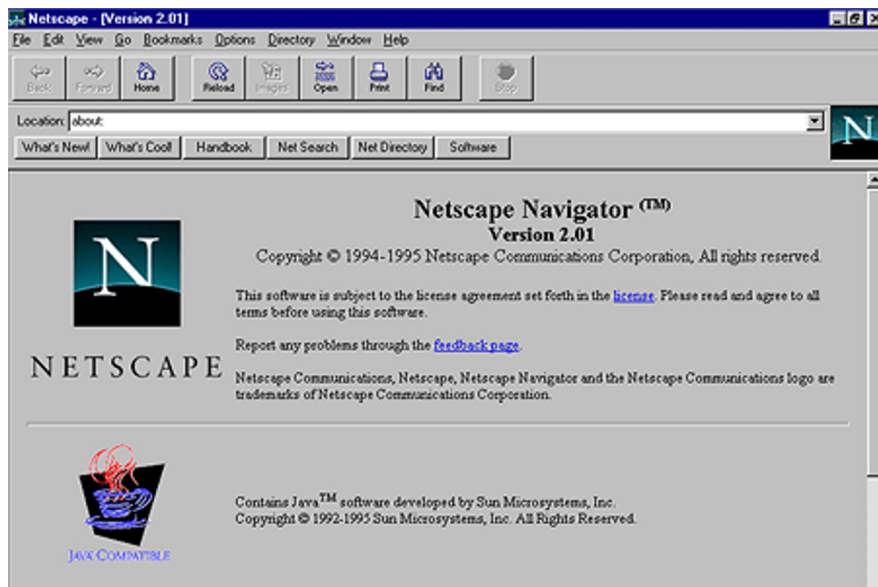 Netscape - [Version 2.01]
File Edit View Go Bookmarks Options Directory Window Help
Back Forward Home Reload Images Open Print Find Stop
Location: about:
What's New! What's Cool! Handbook Net Search Net Directory Software
N
Netscape Navigator (TM)
Version 2.01
Copyright © 1994-1995 Netscape Communications Corporation, All rights reserved.
N
This software is subject to the license agreement set forth in the license. Please read and agree to all
terms before using this software.
Report any problems through the feedback page.
NETSCAPE
Netscape Communications, Netscape, Netscape Navigator and the Netscape Communications logo are
trademarks of Netscape Communications Corporation.
Contains Java™ software developed by Sun Microsystems, Inc.
Copyright © 1992-1995 Sun Microsystems, Inc. All Rights Reserved.
JAVA COMPATIBLE